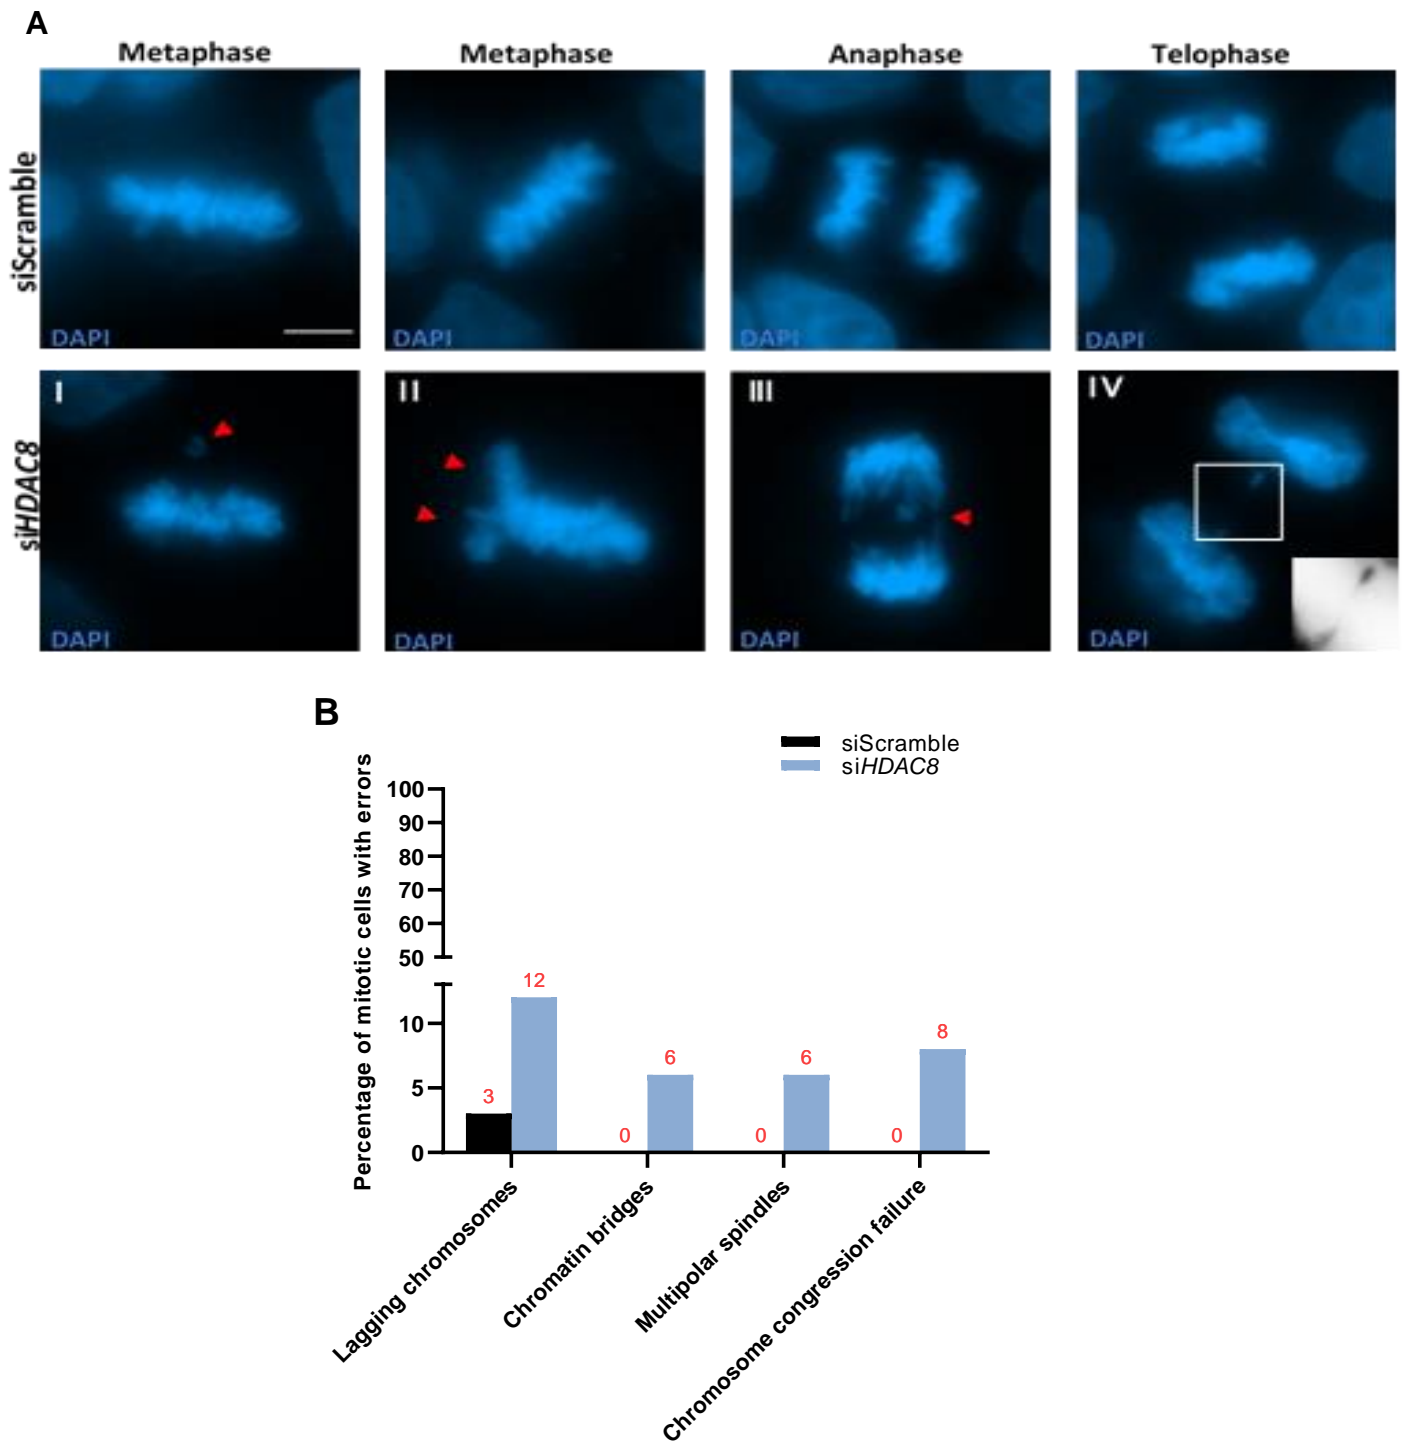 A
Metaphase
Metaphase
Anaphase
Telophase
siScramble
DAPI
DAPI
DAPI
DAPI
siHDAC8
I
II
III
IV
DAPI
DAPI
DAPI
DAPI
B
siScramble
siHDAC8
Percentage of mitotic cells with errors
100
90
80
70
60
50
10
5
0
3
12
0
6
0
6
0
8
Lagging chromosomes
Chromatin bridges
Multipolar spindles
Chromosome congression failure